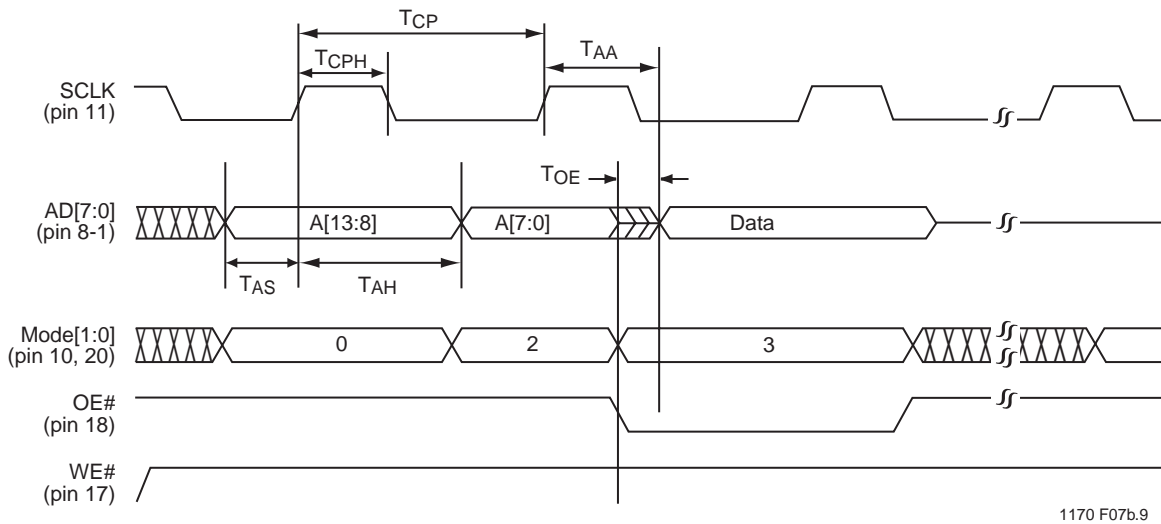 TCP
TCPH
TAA
SCLK
(pin 11)
TOE
AD[7:0]
(pin 8-1)
A[13:8]
A[7:0]
Data
TAS
TAH
Mode[1:0]
(pin 10, 20)
0
2
3
OE#
(pin 18)
WE#
(pin 17)
1170 F07b.9